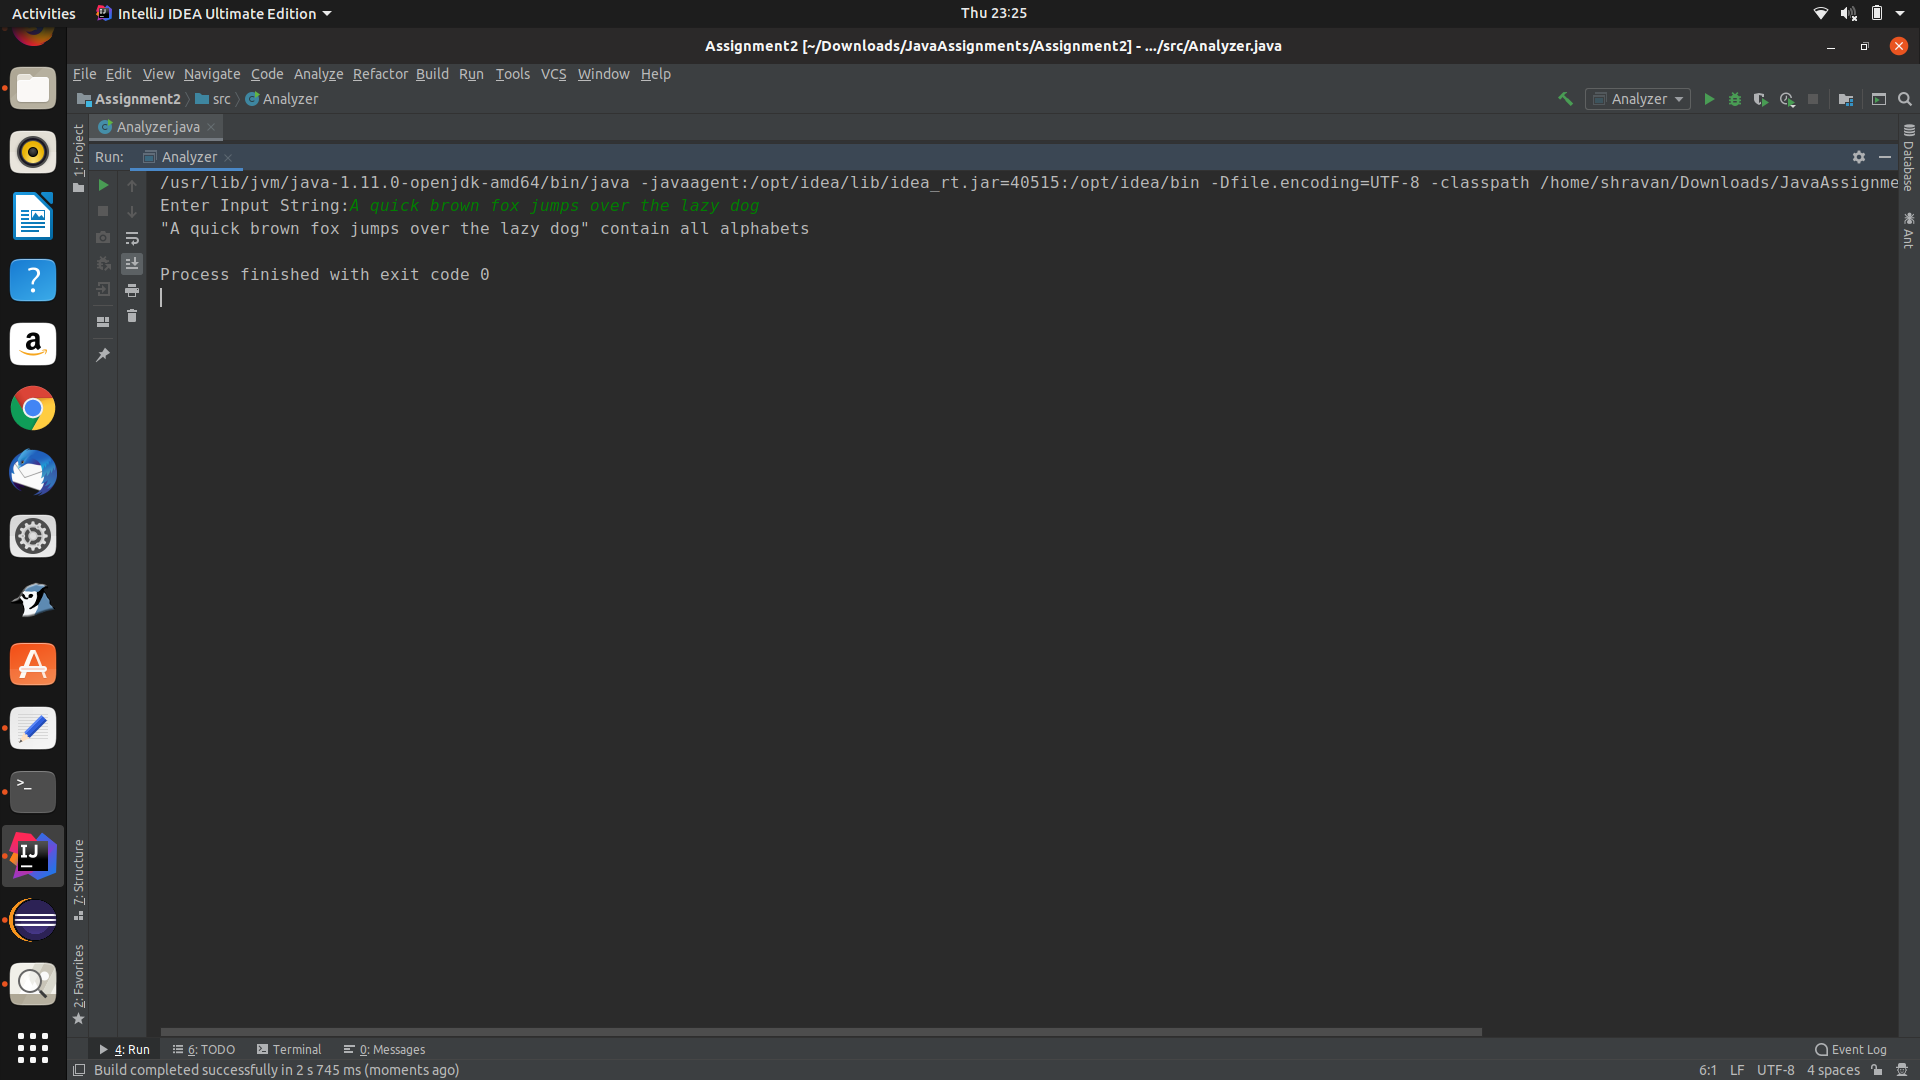 Activities IntelliJ IDEA Ultimate Edition Thu 23:25
Assignment2 [~/Downloads/JavaAssignments/Assignment2] - .../src/Analyzer.java
File Edit View Navigate Code Analyze Refactor Build Run Tools VCS Window Help
Assignment2 src Analyzer Analyzer
Analyzer.java
Run: Analyzer
/usr/lib/jvm/java-1.11.0-openjdk-amd64/bin/java -javaagent:/opt/idea/lib/idea_rt.jar=40515:/opt/idea/bin -Dfile.encoding=UTF-8 -classpath /home/shravan/Downloads/JavaAssignme
Enter Input String:A quick brown fox jumps over the lazy dog
"A quick brown fox jumps over the lazy dog" contain all alphabets
Process finished with exit code 0
1: Project
7: Structure
2: Favorites
Database
Ant
a
>_
IJ
4: Run 6: TODO Terminal 0: Messages Event Log
Build completed successfully in 2 s 745 ms (moments ago) 6:1 LF UTF-8 4 spaces